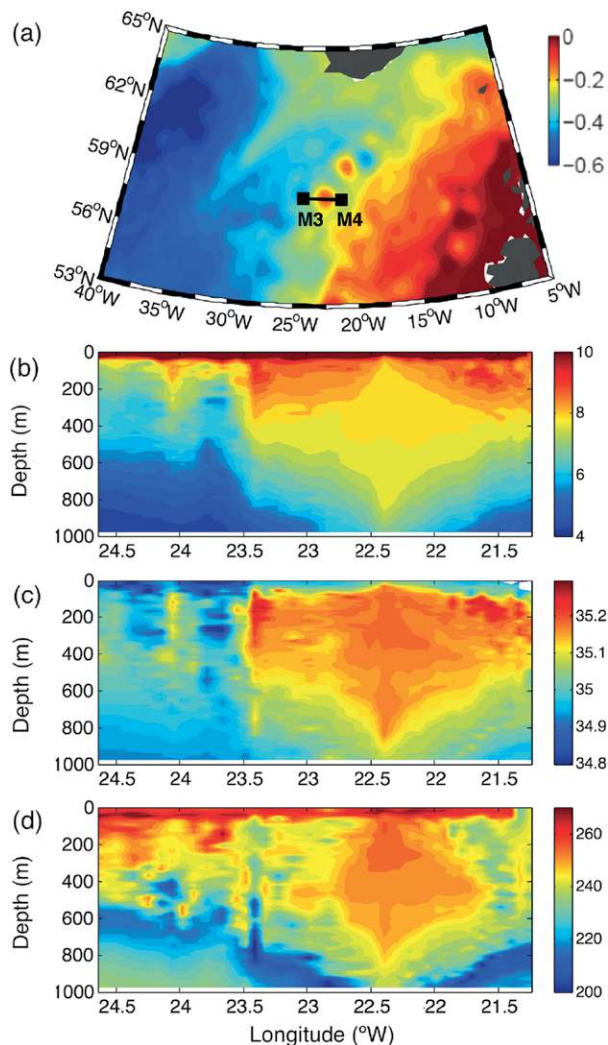 (a)
65°N
62°N
59°N
56°N
53°N
40°W
35°W
30°W
25°W
20°W
15°W
10°W
5°W
M3 M4
0
−0.2
−0.4
−0.6
(b)
Depth (m)
0
200
400
600
800
1000
24.5 24 23.5 23 22.5 22 21.5
10
8
6
4
(c)
Depth (m)
0
200
400
600
800
1000
24.5 24 23.5 23 22.5 22 21.5
35.2
35.1
35
34.9
34.8
(d)
Depth (m)
0
200
400
600
800
1000
24.5 24 23.5 23 22.5 22 21.5
260
240
220
200
Longitude (°W)